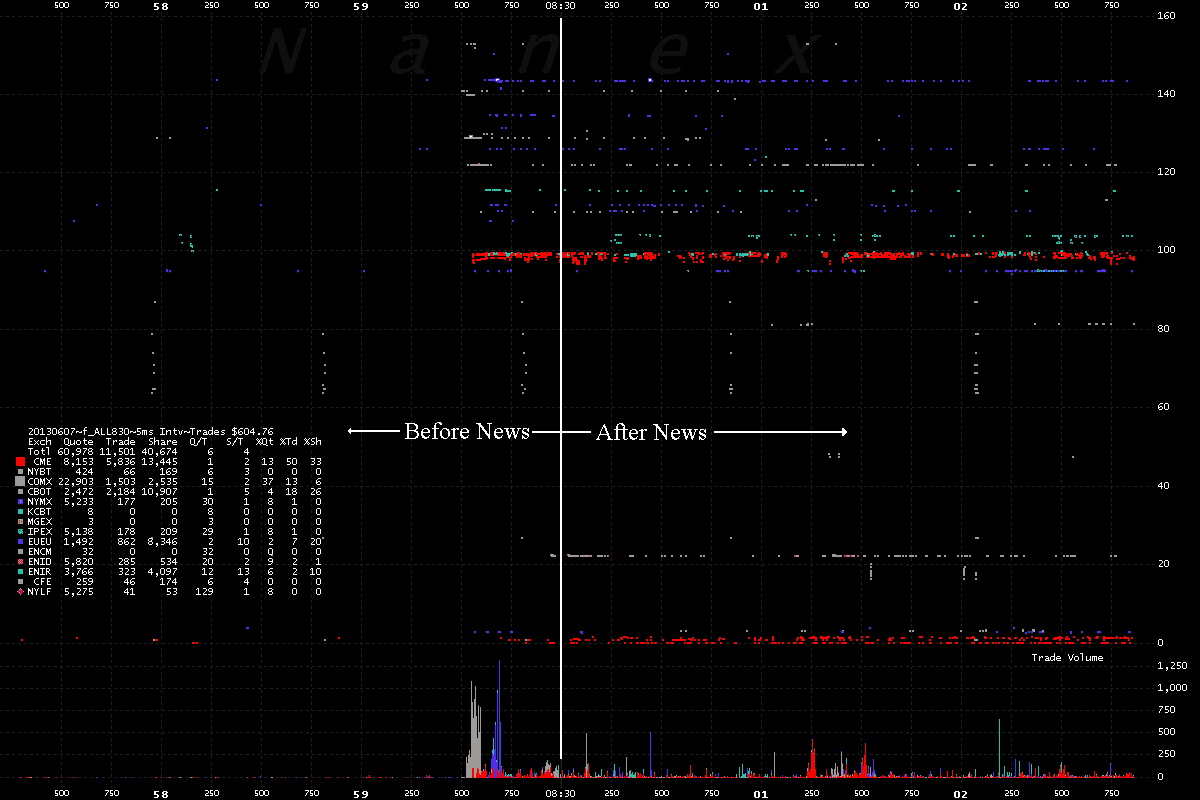 500 750 58 250 500 750 59 250 500 750 08:30 250 500 750 01 250 500 750 02 250 500 750
160
Nanex
140
120
100
80
60
Before News After News
20130607~f_ALL830~5ms Intv~Trades $604.76
Exch Quote Trade Share Q/T S/T %Qt %Td %Sh
Totl 60,978 11,501 40,674 6 4
CME 8,153 5,836 13,445 1 2 13 50 33
NYBT 424 66 169 6 3 0 0 0
COMX 22,903 1,503 2,535 15 2 37 13 6
CBOT 2,472 2,184 10,907 1 5 4 18 26
NYMX 5,233 177 205 30 1 8 1 0
KCBT 8 0 0 8 0 0 0 0
MGEX 3 0 0 3 0 0 0 0
IPEX 5,138 178 209 29 1 8 1 0
EUEU 1,492 862 8,346 2 10 2 7 20
ENCM 32 0 0 32 0 0 0 0
ENID 5,820 285 534 20 2 9 2 1
ENIR 3,766 323 4,097 12 13 6 2 10
CFE 259 46 174 6 4 0 0 0
NYLF 5,275 41 53 129 1 8 0 0
40
20
0
Trade Volume
1,250
1,000
750
500
250
0
500 750 58 250 500 750 59 250 500 750 08:30 250 500 750 01 250 500 750 02 250 500 750